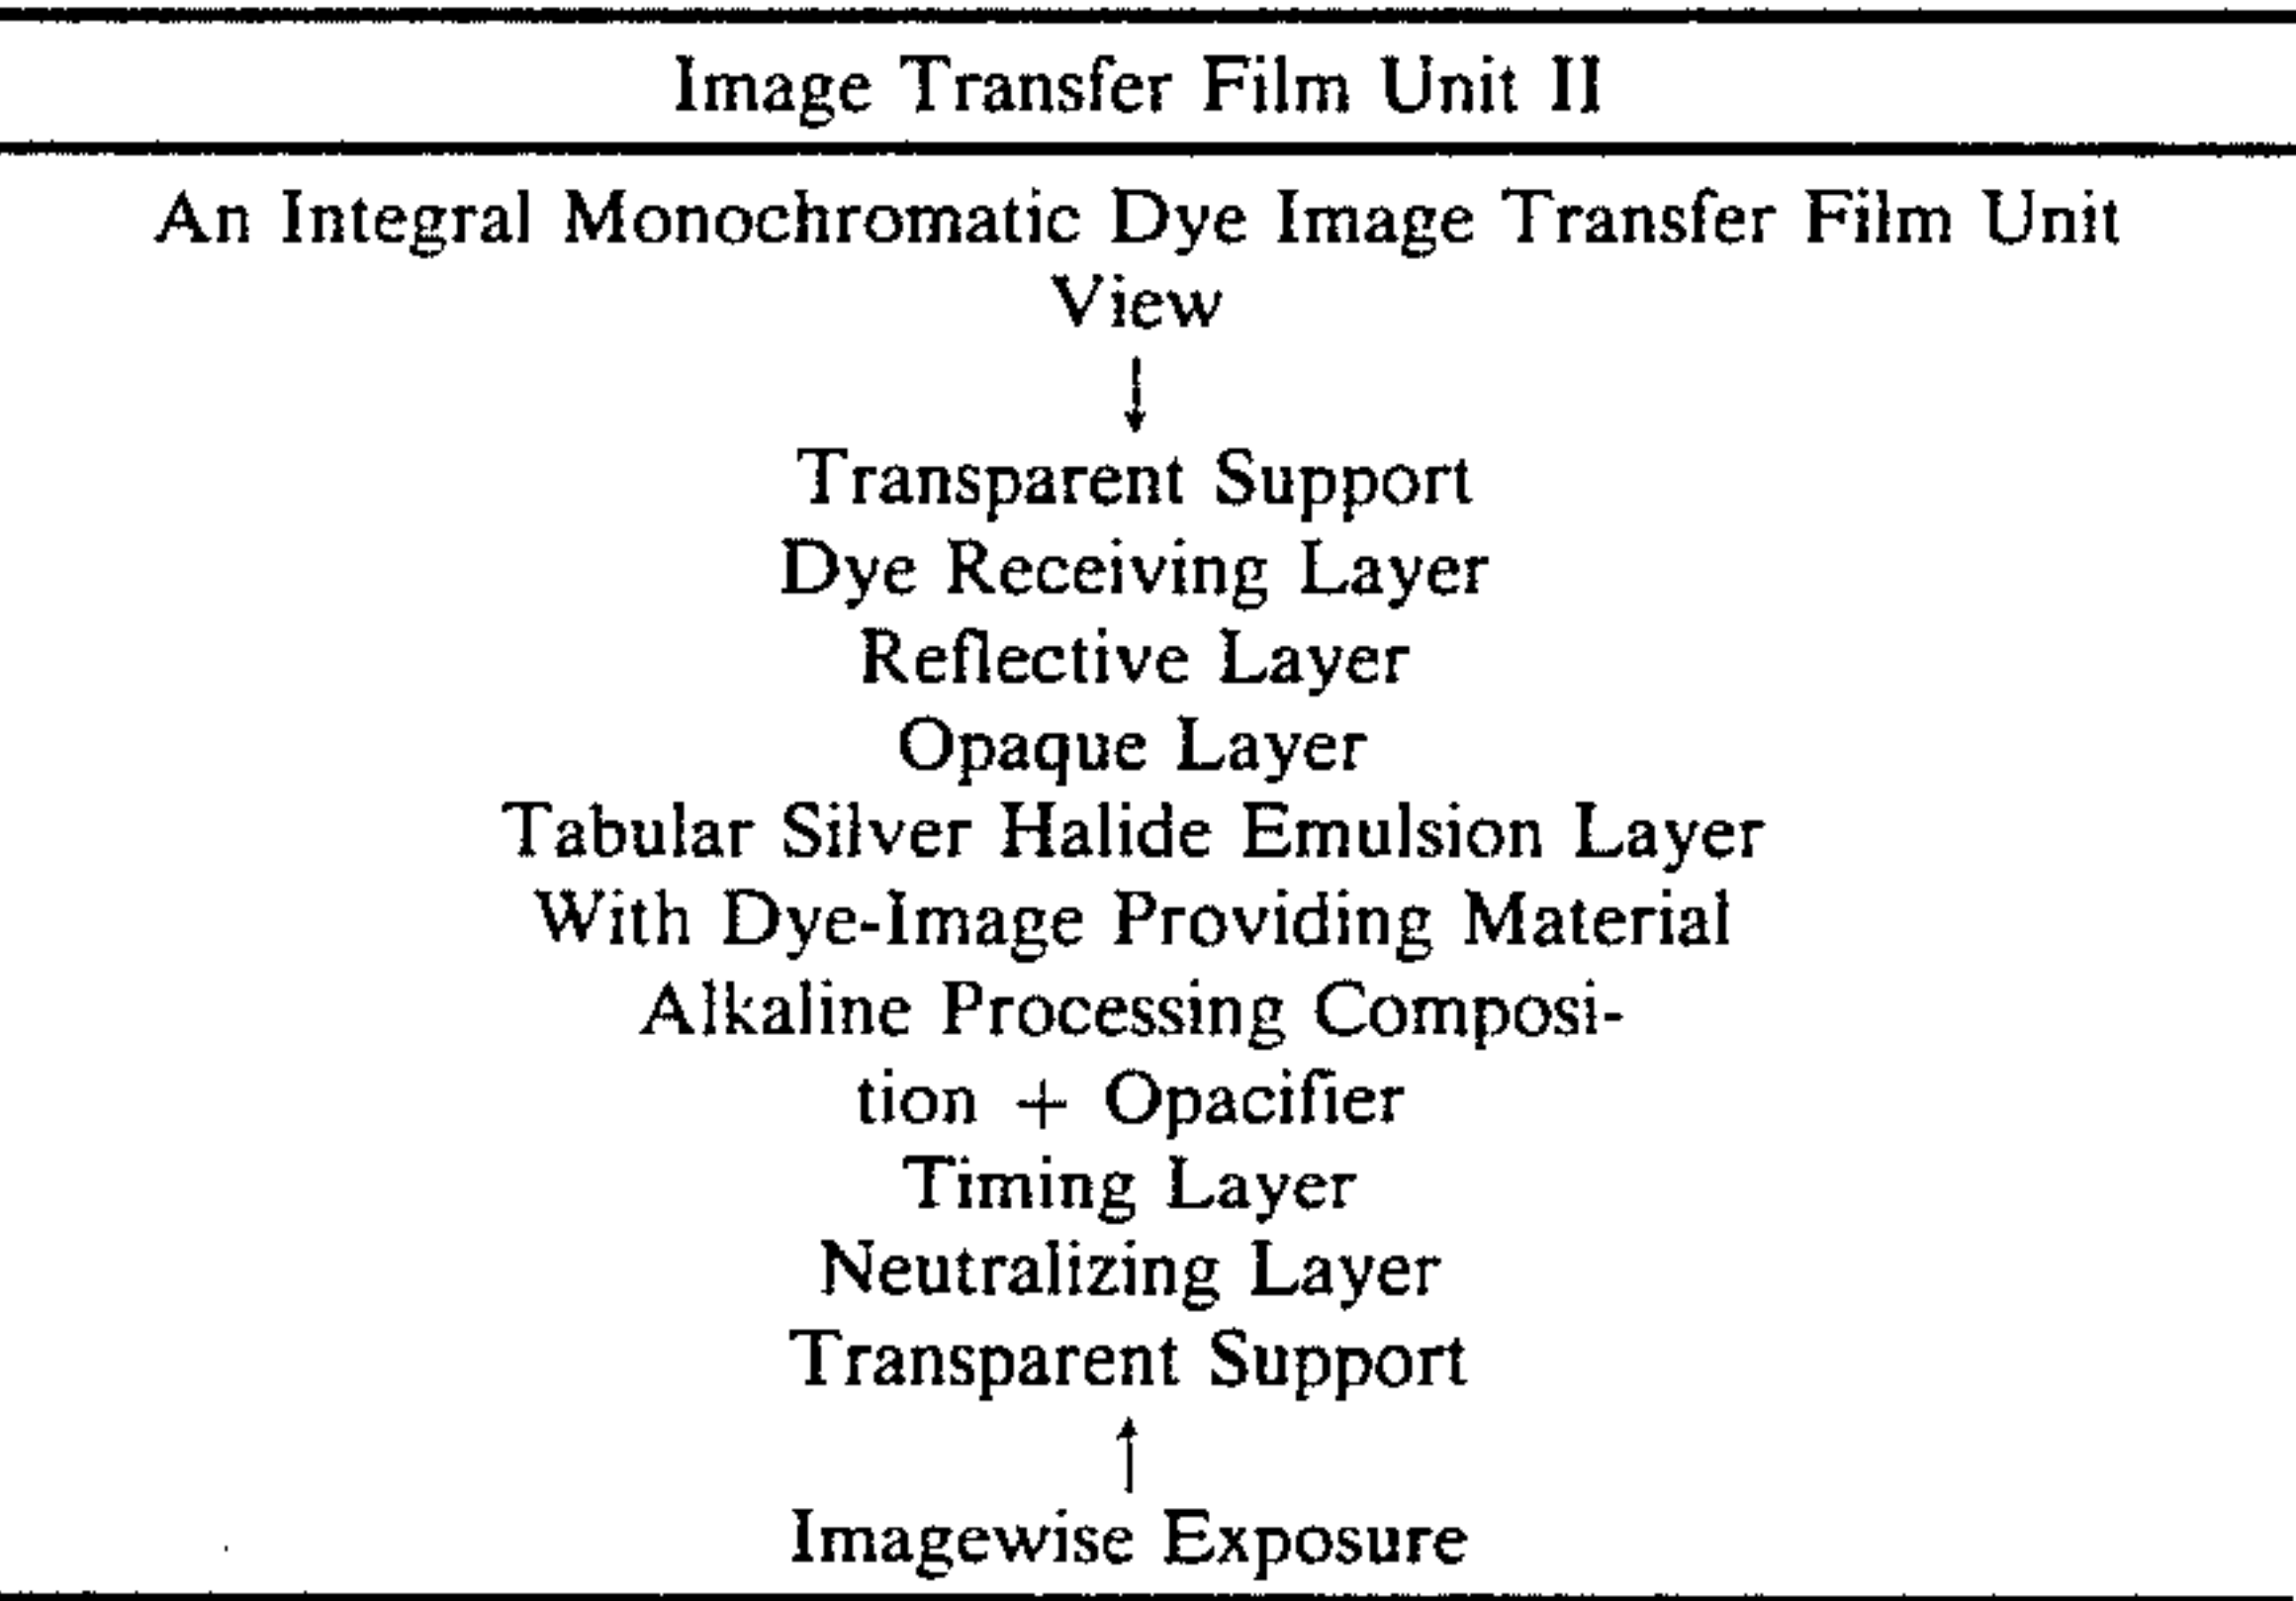 Image Transfer Film Unit II
An Integral Monochromatic Dye Image Transfer Film Unit
View
↓
Transparent Support
Dye Receiving Layer
Reflective Layer
Opaque Layer
Tabular Silver Halide Emulsion Layer
With Dye-Image Providing Material
Alkaline Processing Composi-
tion + Opacifier
Timing Layer
Neutralizing Layer
Transparent Support
↑
Imagewise Exposure